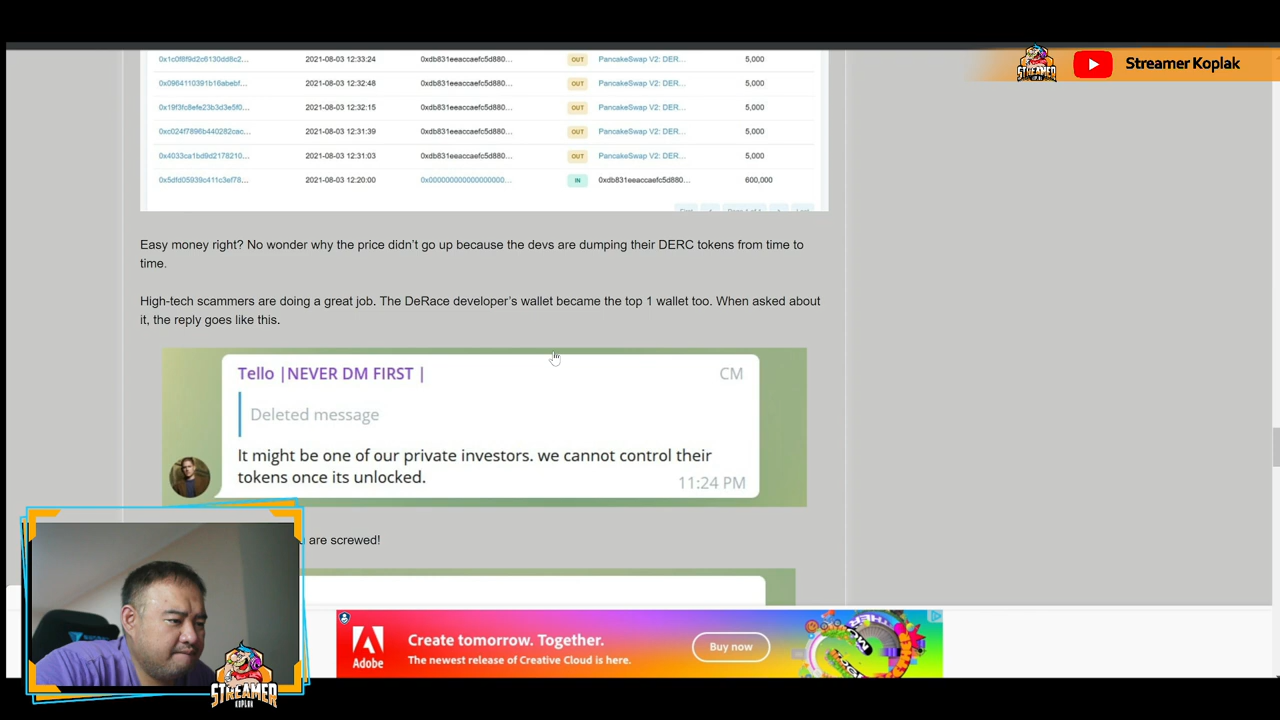 Streamer Koplak
STREAMER
KOPLAK
0x1c0f8f9d2c6130dd8c2... 2021-08-03 12:33:24 0xdb831eeaccaefc5d880... OUT PancakeSwap V2: DER... 5,000
0x0964110391b16abebf... 2021-08-03 12:32:48 0xdb831eeaccaefc5d880... OUT PancakeSwap V2: DER... 5,000
0x19f3fc8efe23b3d3e5f0... 2021-08-03 12:32:15 0xdb831eeaccaefc5d880... OUT PancakeSwap V2: DER... 5,000
0xc024f7896b440282cac... 2021-08-03 12:31:39 0xdb831eeaccaefc5d880... OUT PancakeSwap V2: DER... 5,000
0x4033ca1bd9d2178210... 2021-08-03 12:31:03 0xdb831eeaccaefc5d880... OUT PancakeSwap V2: DER... 5,000
0x5dfd05939c411c3ef78... 2021-08-03 12:20:00 0x000000000000000000... IN 0xdb831eeaccaefc5d880... 600,000
Easy money right? No wonder why the price didn't go up because the devs are dumping their DERC tokens from time to
time.
High-tech scammers are doing a great job. The DeRace developer's wallet became the top 1 wallet too. When asked about
it, the reply goes like this.
Tello |NEVER DM FIRST | CM
Deleted message
It might be one of our private investors. we cannot control their
tokens once its unlocked.
11:24 PM
are screwed!
Adobe
Create tomorrow. Together.
The newest release of Creative Cloud is here.
Buy now
STREAMER
KOPLAK